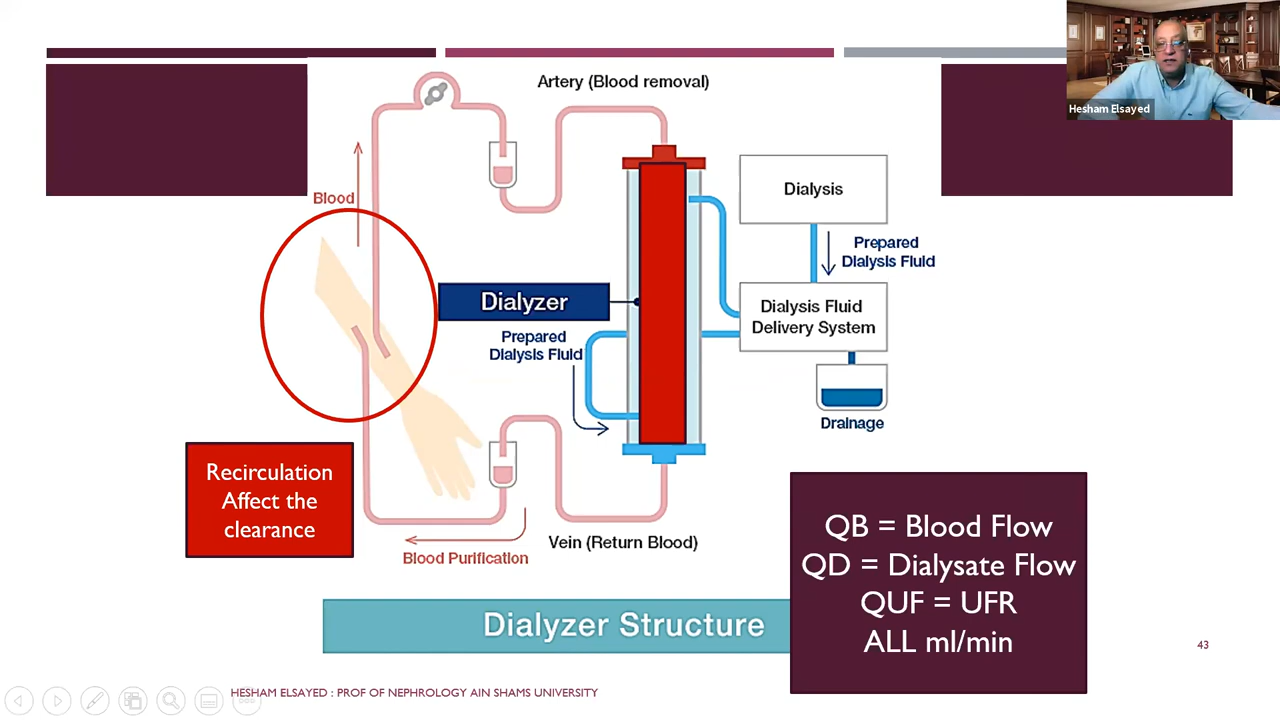 Hesham Elsayed
Artery (Blood removal)
Blood
Dialysis
Prepared
Dialysis Fluid
Dialyzer
Dialysis Fluid
Delivery System
Prepared
Dialysis Fluid
Drainage
Recirculation
Affect the
clearance
Blood Purification
Vein (Return Blood)
QB = Blood Flow
QD = Dialysate Flow
QUF = UFR
ALL ml/min
Dialyzer Structure
43
HESHAM ELSAYED : PROF OF NEPHROLOGY AIN SHAMS UNIVERSITY